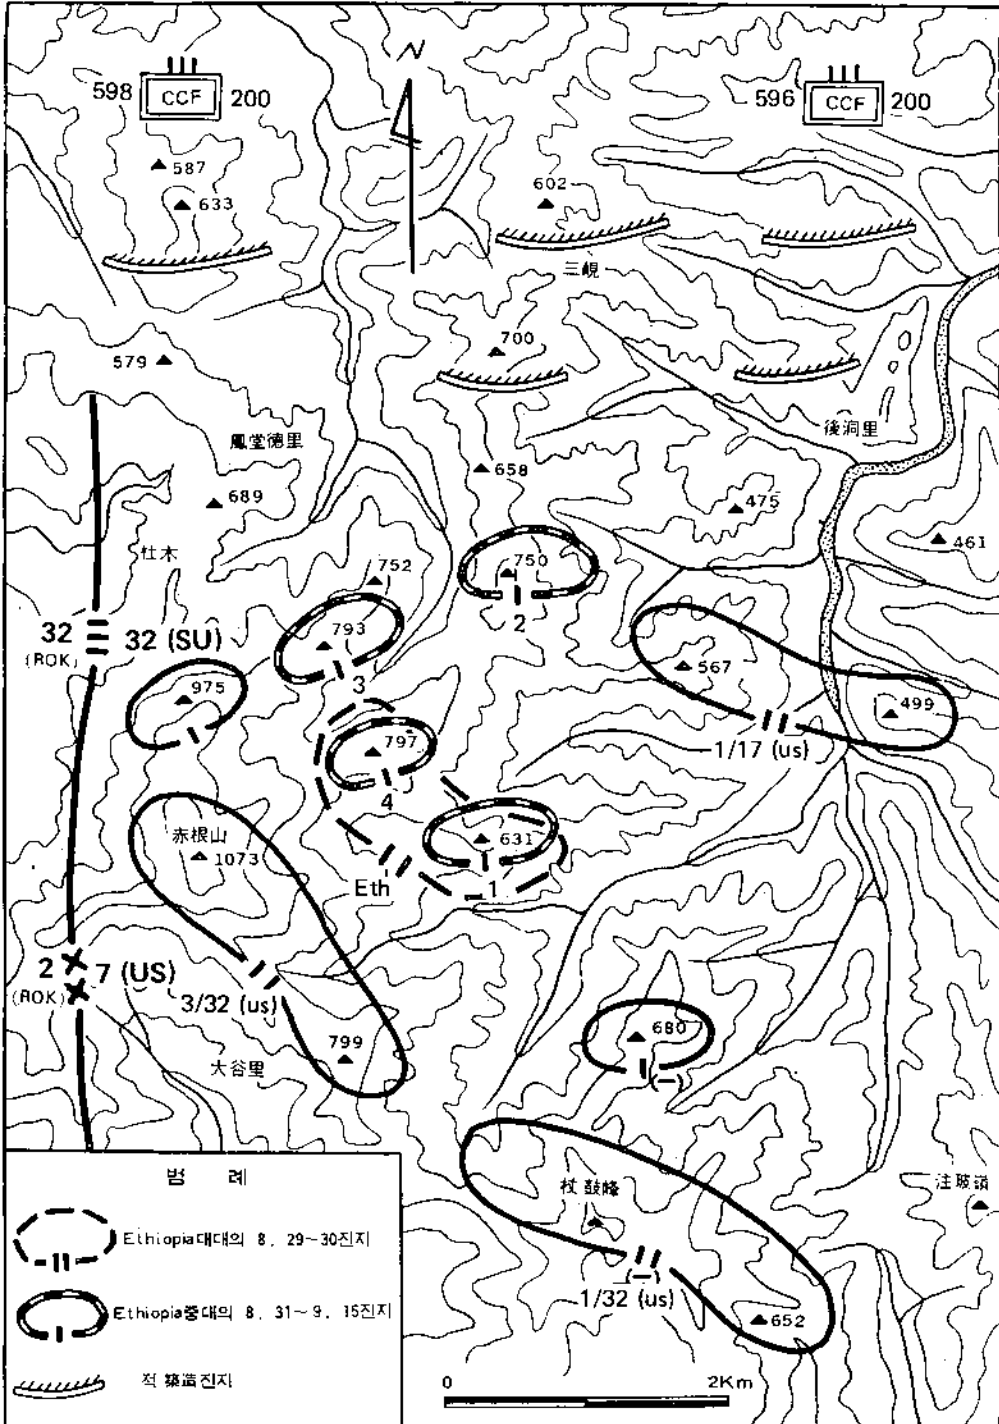 N
598 CCF 200
596 CCF 200
587
633
602
三峴
700
579
鳳堂德里
後洞里
658
689
475
461
杜木
752
750
2
793
32 (ROK)
32 (SU)
3
975
567
499
797
1/17 (us)
4
631
赤根山
1073
Eth
1
2 (ROK)
7 (US)
3/32 (us)
680
(−)
799
大谷里
杖鼓峰
注坡嶺
(−)
1/32 (us)
652
범 례
Ethiopia대대의 8. 29~30진지
Ethiopia중대의 8. 31~9. 15진지
적 築造진지
0 2Km